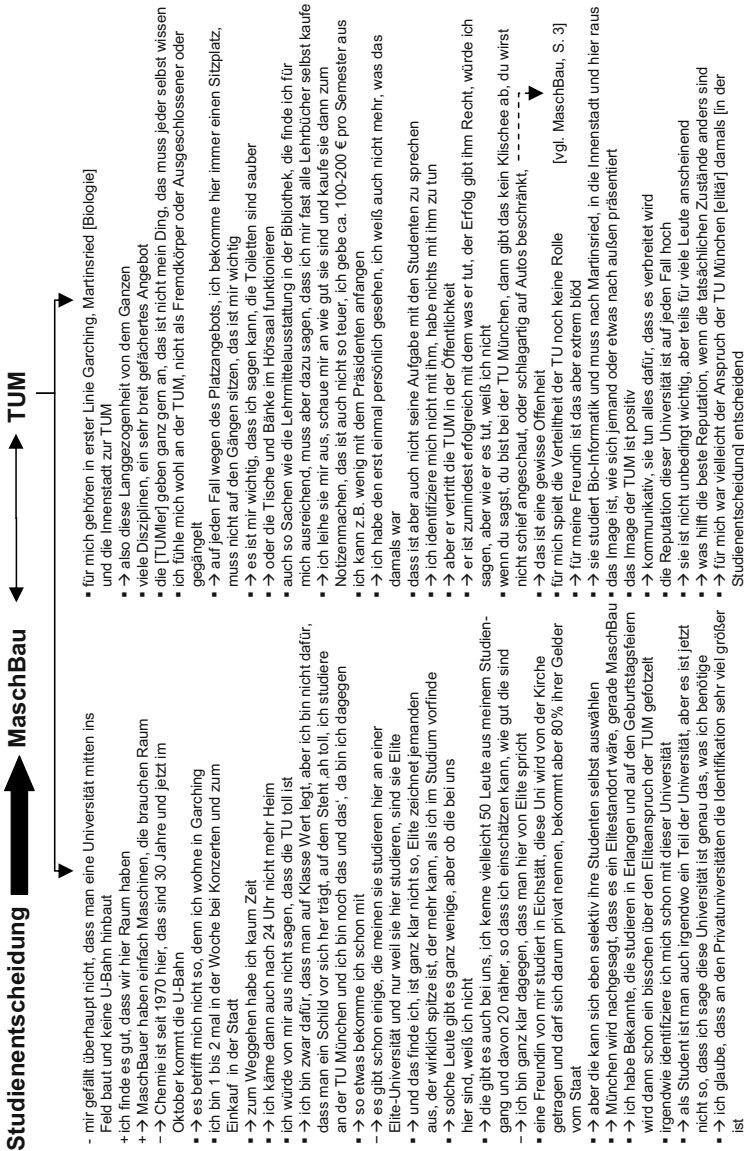 Studienentscheidung MaschBau TUM
- mir gefällt überhaupt nicht, dass man eine Universität mitten ins
Feld baut und keine U-Bahn hinbaut
+ ich finde es gut, dass wir hier Raum haben
+ → MaschBauer haben einfach Maschinen, die brauchen Raum
– → Chemie ist seit 1970 hier, das sind 30 Jahre und jetzt im
Oktober kommt die U-Bahn
▪ → es betrifft mich nicht so, denn ich wohne in Garching
▪ ich bin 1 bis 2 mal in der Woche bei Konzerten und zum
Einkauf in der Stadt
▪ → zum Weggehen habe ich kaum Zeit
▪ → ich käme dann auch nach 24 Uhr nicht mehr Heim
▪ ich würde von mir aus nicht sagen, dass die TU toll ist
▪ → ich bin zwar dafür, dass man auf Klasse Wert legt, aber ich bin nicht dafür,
dass man ein Schild vor sich her trägt, auf dem Steht ‚ah toll, ich studiere
an der TU München und ich bin noch das und das', da bin ich dagegen
▪ → so etwas bekomme ich schon mit
– → es gibt schon einige, die meinen sie studieren hier an einer
Elite-Universität und nur weil sie hier studieren, sind sie Elite
▪ → und das finde ich, ist ganz klar nicht so, Elite zeichnet jemanden
aus, der wirklich spitze ist, der mehr kann, als ich im Studium vorfinde
▪ → solche Leute gibt es ganz wenige, aber ob die bei uns
hier sind, weiß ich nicht
▪ → die gibt es auch bei uns, ich kenne vielleicht 50 Leute aus meinem Studien-
gang und davon 20 näher, so dass ich einschätzen kann, wie gut die sind
– → ich bin ganz klar dagegen, dass man hier von Elite spricht
▪ eine Freundin von mir studiert in Eichstätt, diese Uni wird von der Kirche
getragen und darf sich darum privat nennen, bekommt aber 80% ihrer Gelder
vom Staat
▪ → aber die kann sich eben selektiv ihre Studenten selbst auswählen
▪ → München wird nachgesagt, dass es ein Elitestandort wäre, gerade MaschBau
▪ → ich habe Bekannte, die studieren in Erlangen und auf den Geburtstagsfeiern
wird dann schon ein bisschen über den Eliteanspruch der TUM gefotzelt
▪ irgendwie identifiziere ich mich schon mit dieser Universität
▪ → als Student ist man auch irgendwo ein Teil der Universität, aber es ist jetzt
nicht so, dass ich sage diese Universität ist genau das, was ich benötige
▪ → ich glaube, dass an den Privatuniversitäten die Identifikation sehr viel größer
ist
▪ für mich gehören in erster Linie Garching, Martinsried [Biologie]
und die Innenstadt zur TUM
▪ → also diese Langgezogenheit von dem Ganzen
▪ viele Disziplinen, ein sehr breit gefächertes Angebot
▪ die [TUMler] geben ganz gern an, das ist nicht mein Ding, das muss jeder selbst wissen
▪ ich fühle mich wohl an der TUM, nicht als Fremdkörper oder Ausgeschlossener oder
gegängelt
▪ → auf jeden Fall wegen des Platzangebots, ich bekomme hier immer einen Sitzplatz,
muss nicht auf den Gängen sitzen, das ist mir wichtig
▪ → es ist mir wichtig, dass ich sagen kann, die Toiletten sind sauber
▪ → oder die Tische und Bänke im Hörsaal funktionieren
▪ auch so Sachen wie die Lehrmittelausstattung in der Bibliothek, die finde ich für
mich ausreichend, muss aber dazu sagen, dass ich mir fast alle Lehrbücher selbst kaufe
▪ → ich leihe sie mir aus, schaue mir an wie gut sie sind und kaufe sie dann zum
Notizenmachen, das ist auch nicht so teuer, ich gebe ca. 100-200 € pro Semester aus
▪ ich kann z.B. wenig mit dem Präsidenten anfangen
▪ → ich habe den erst einmal persönlich gesehen, ich weiß auch nicht mehr, was das
damals war
▪ dass ist aber auch nicht seine Aufgabe mit den Studenten zu sprechen
▪ → ich identifiziere mich nicht mit ihm, habe nichts mit ihm zu tun
▪ → aber er vertritt die TUM in der Öffentlichkeit
▪ → er ist zumindest erfolgreich mit dem was er tut, der Erfolg gibt ihm Recht, würde ich
sagen, aber wie er es tut, weiß ich nicht
▪ wenn du sagst, du bist bei der TU München, dann gibt das kein Klischee ab, du wirst
nicht schief angeschaut, oder schlagartig auf Autos beschränkt,
▪ → das ist eine gewisse Offenheit
▪ für mich spielt die Verteiltheit der TU noch keine Rolle [vgl. MaschBau, S. 3]
▪ → für meine Freundin ist das aber extrem blöd
▪ → sie studiert Bio-Informatik und muss nach Martinsried, in die Innenstadt und hier raus
▪ das Image ist, wie sich jemand oder etwas nach außen präsentiert
▪ das Image der TUM ist positiv
▪ → kommunikativ, sie tun alles dafür, dass es verbreitet wird
▪ die Reputation dieser Universität ist auf jeden Fall hoch
▪ → sie ist nicht unbedingt wichtig, aber teils für viele Leute anscheinend
▪ → was hilft die beste Reputation, wenn die tatsächlichen Zustände anders sind
▪ → für mich war vielleicht der Anspruch der TU München [elitär] damals [in der
Studienentscheidung] entscheidend